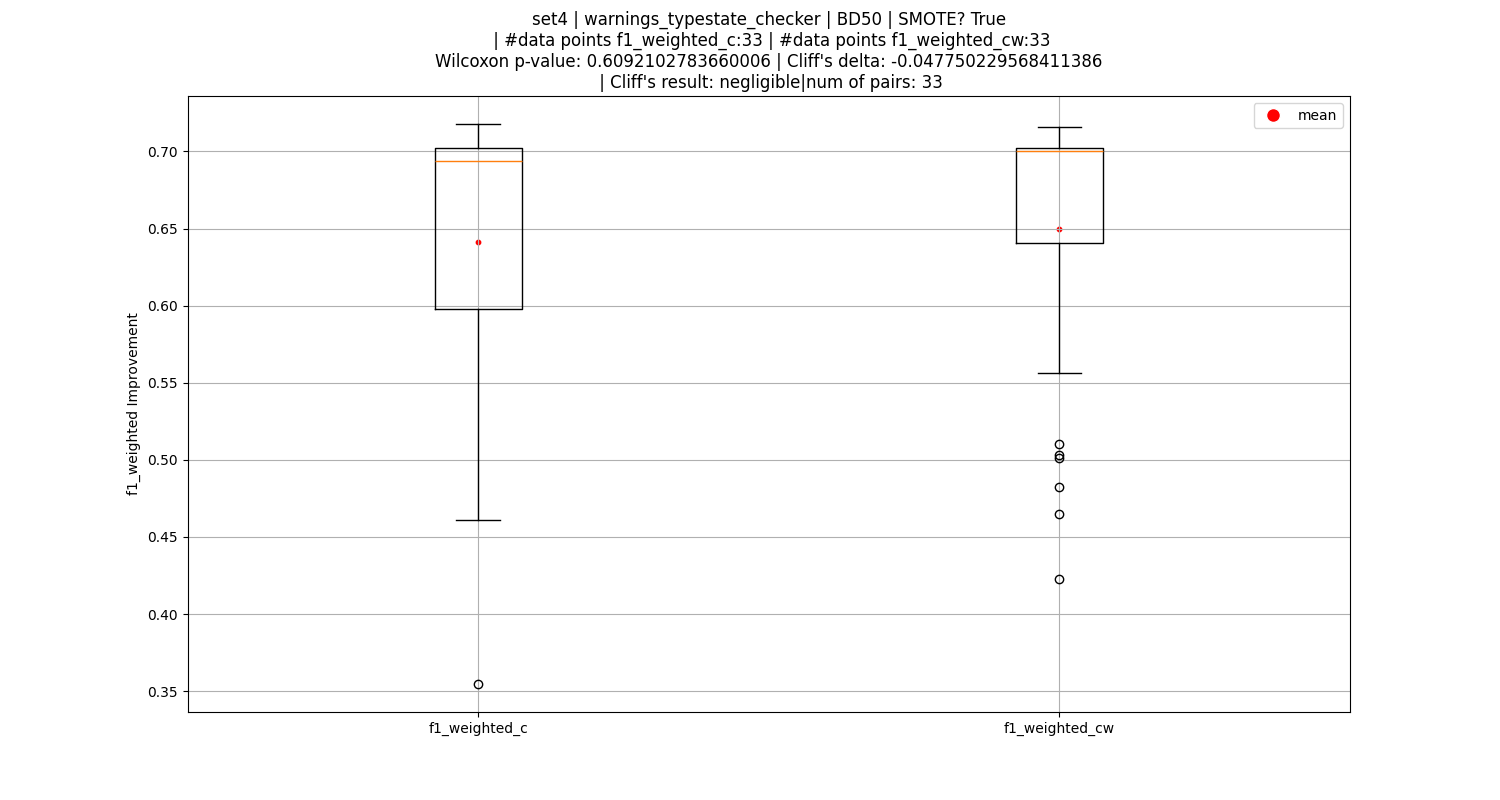 set4 | warnings_typestate_checker | BD50 | SMOTE? True
| #data points f1_weighted_c:33 | #data points f1_weighted_cw:33
Wilcoxon p-value: 0.6092102783660006 | Cliff's delta: -0.047750229568411386
| Cliff's result: negligible|num of pairs: 33
mean
0.70
0.65
0.60
0.55
0.50
0.45
0.40
0.35
f1_weighted Improvement
f1_weighted_c
f1_weighted_cw